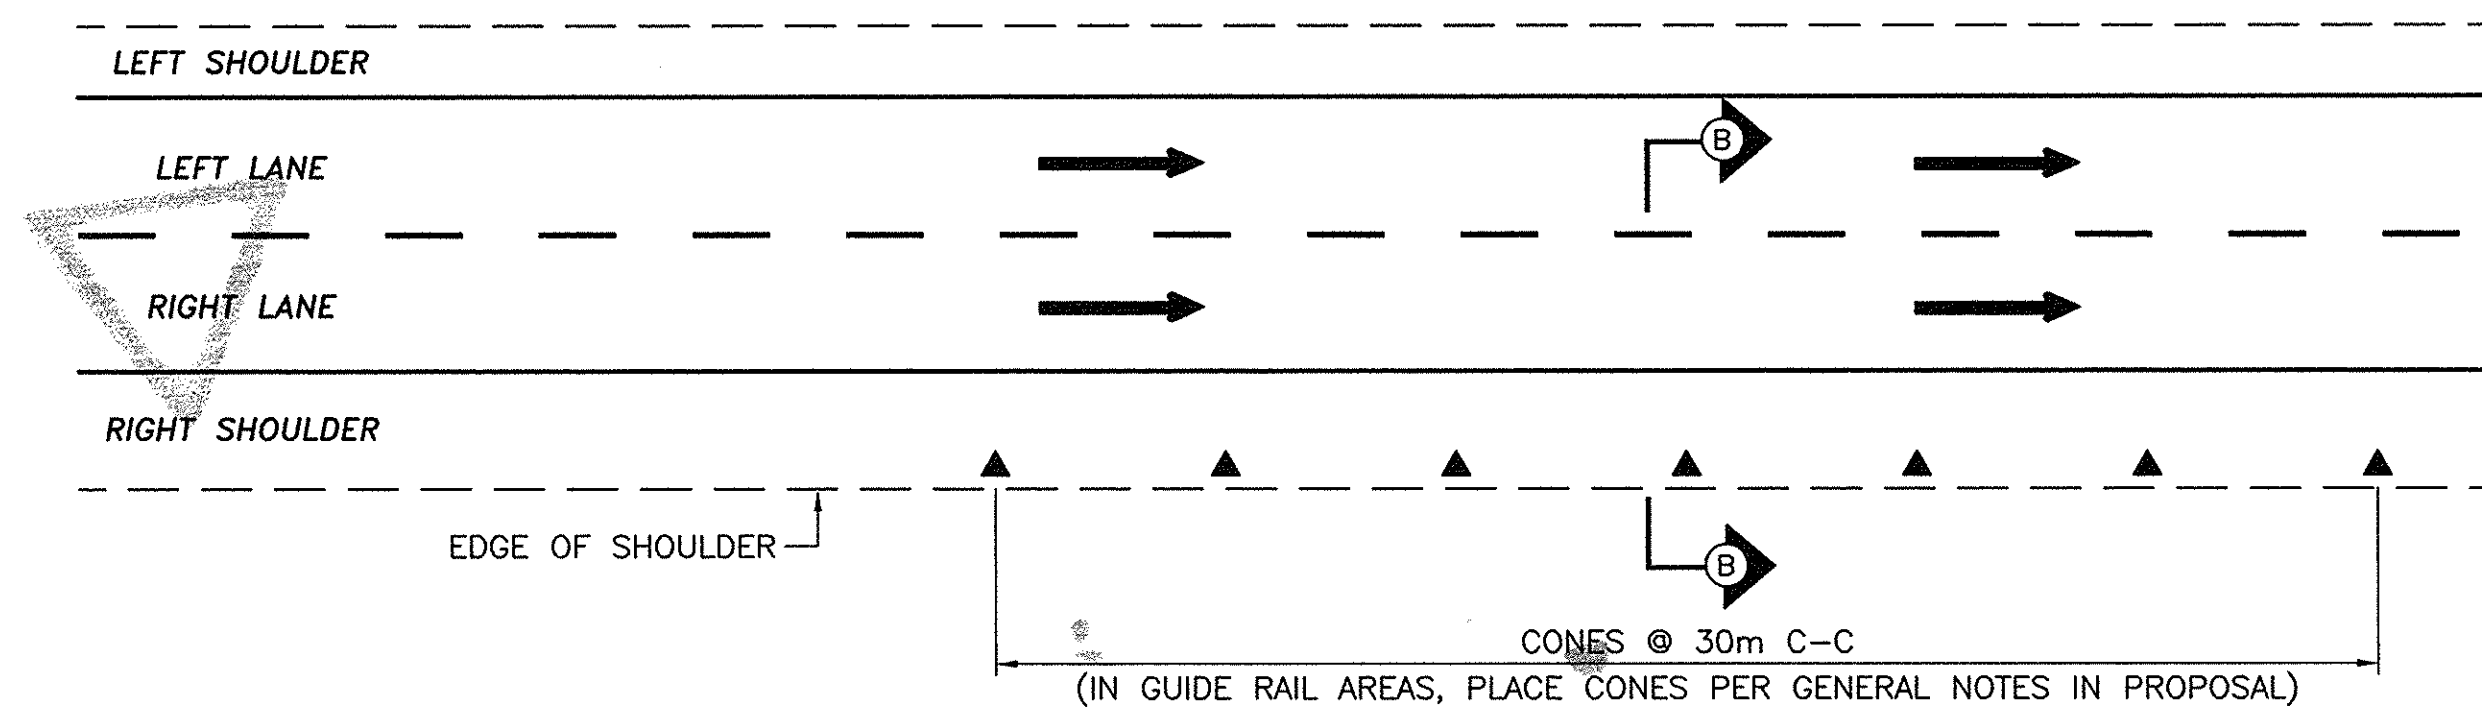 LEFT SHOULDER
LEFT LANE
B
RIGHT LANE
RIGHT SHOULDER
EDGE OF SHOULDER
B
CONES @ 30m C-C
(IN GUIDE RAIL AREAS, PLACE CONES PER GENERAL NOTES IN PROPOSAL)